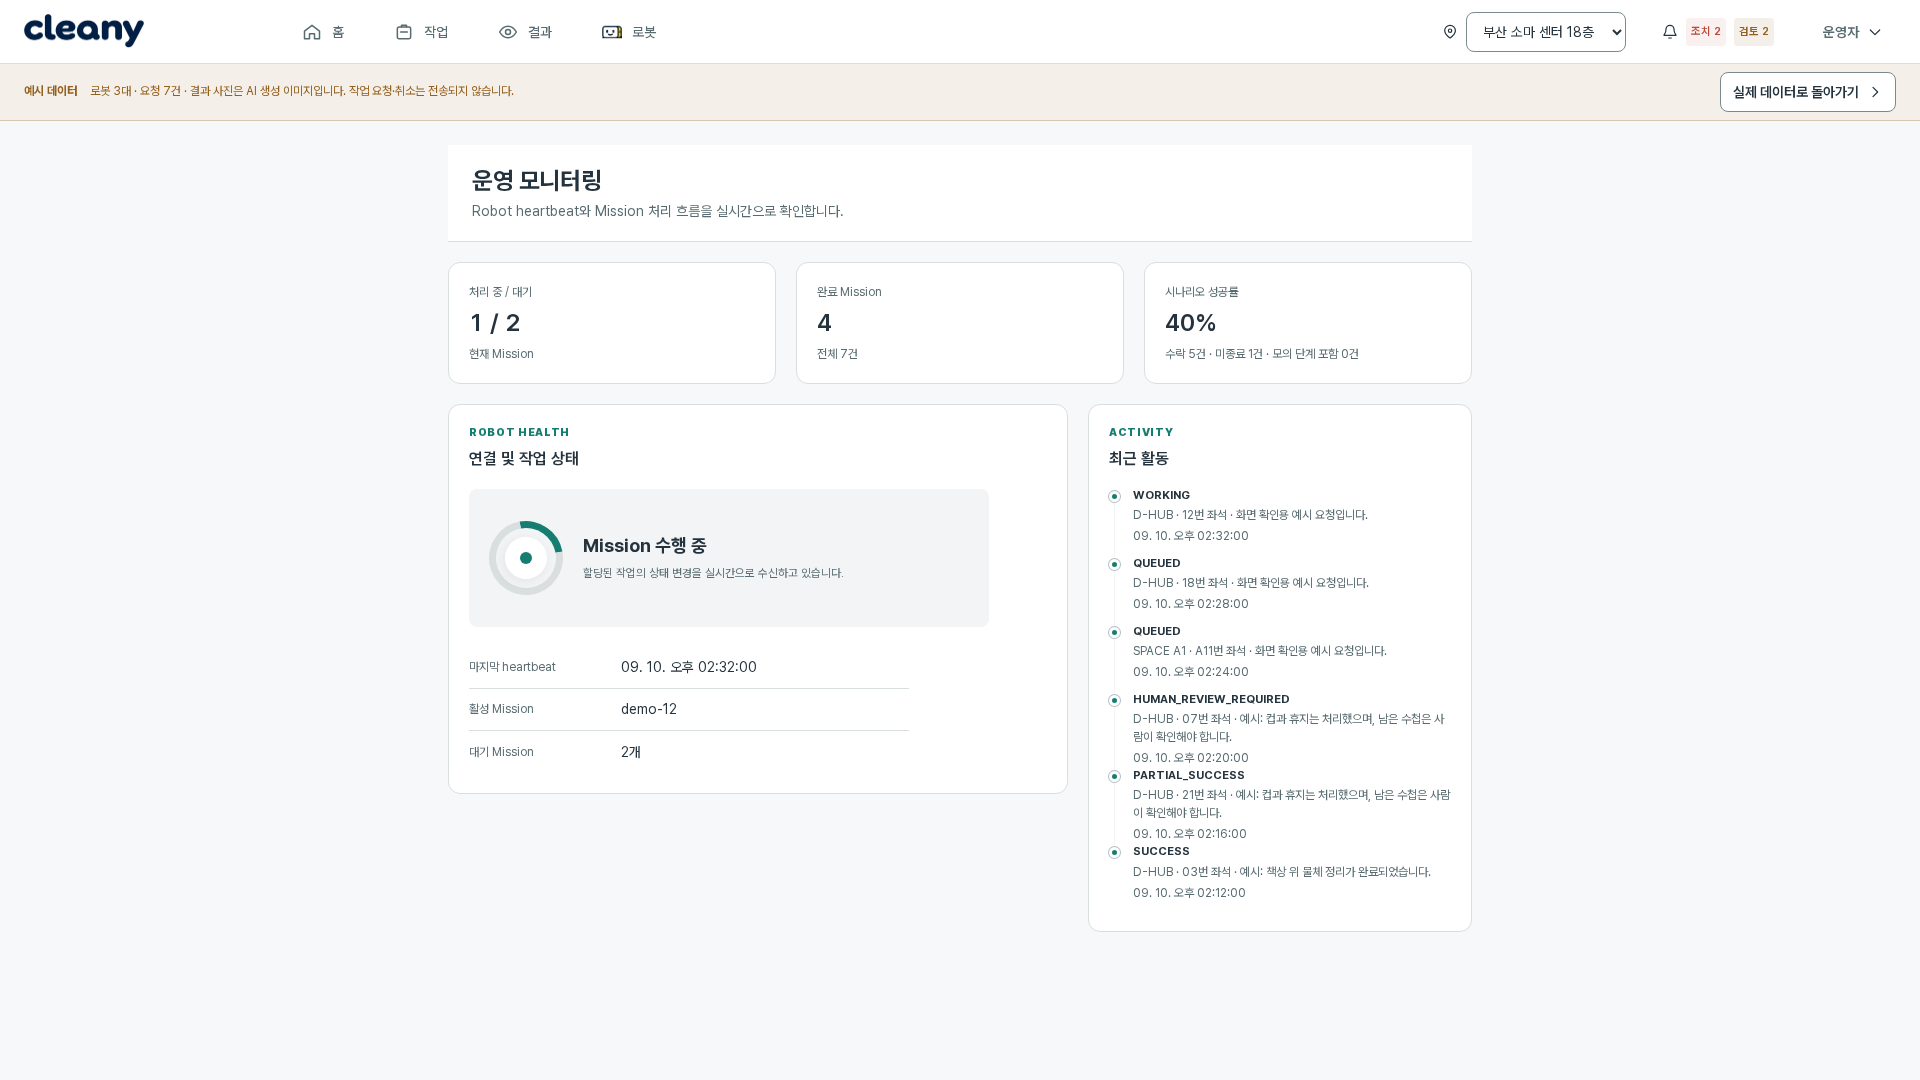 cleany
홈
작업
결과
로봇
부산 소마 센터 18층
조치 2
검토 2
운영자
예시 데이터 로봇 3대 · 요청 7건 · 결과 사진은 AI 생성 이미지입니다. 작업 요청·취소는 전송되지 않습니다.
실제 데이터로 돌아가기
운영 모니터링
Robot heartbeat와 Mission 처리 흐름을 실시간으로 확인합니다.
처리 중 / 대기
1 / 2
현재 Mission
완료 Mission
4
전체 7건
시나리오 성공률
40%
수락 5건 · 미종료 1건 · 모의 단계 포함 0건
ROBOT HEALTH
연결 및 작업 상태
Mission 수행 중
할당된 작업의 상태 변경을 실시간으로 수신하고 있습니다.
마지막 heartbeat 09. 10. 오후 02:32:00
활성 Mission demo-12
대기 Mission 2개
ACTIVITY
최근 활동
WORKING
D-HUB · 12번 좌석 · 화면 확인용 예시 요청입니다.
09. 10. 오후 02:32:00
QUEUED
D-HUB · 18번 좌석 · 화면 확인용 예시 요청입니다.
09. 10. 오후 02:28:00
QUEUED
SPACE A1 · A11번 좌석 · 화면 확인용 예시 요청입니다.
09. 10. 오후 02:24:00
HUMAN_REVIEW_REQUIRED
D-HUB · 07번 좌석 · 예시: 컵과 휴지는 처리했으며, 남은 수첩은 사
람이 확인해야 합니다.
09. 10. 오후 02:20:00
PARTIAL_SUCCESS
D-HUB · 21번 좌석 · 예시: 컵과 휴지는 처리했으며, 남은 수첩은 사람
이 확인해야 합니다.
09. 10. 오후 02:16:00
SUCCESS
D-HUB · 03번 좌석 · 예시: 책상 위 물체 정리가 완료되었습니다.
09. 10. 오후 02:12:00